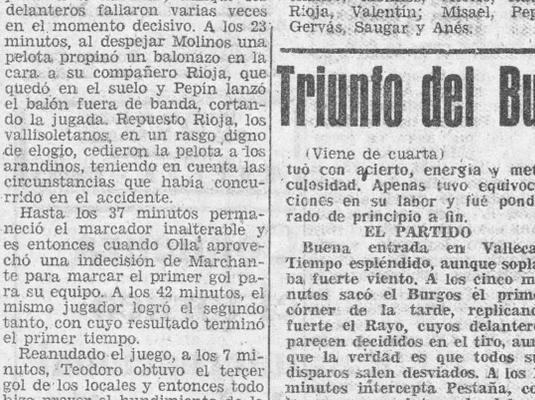 delanteros fallaron varias veces
en el momento decisivo. A los 23
minutos, al despejar Molinos una
pelota propinó un balonazo en la
cara a su compañero Rioja, que
quedó en el suelo y Pepín lanzó
el balón fuera de banda, cortan-
do la jugada. Repuesto Rioja, los
vallisoletanos, en un rasgo digno
de elogio, cedieron la pelota a los
arandinos, teniendo en cuenta las
circunstancias que había concu-
rrido en el accidente.
Hasta los 37 minutos perma-
neció el marcador inalterable y
es entonces cuando Olla aprove-
chó una indecisión de Marchan-
te para marcar el primer gol pa-
ra su equipo. A los 42 minutos, el
mismo jugador logró el segundo
tanto, con cuyo resultado terminó
el primer tiempo.
Reanudado el juego, a los 7 mi-
nutos, Teodoro obtuvo el tercer
gol de los locales y entonces todo
Rioja, Valentín; Misael, Pep
Gervás, Saugar y Anés.
Triunfo del Bu
(Viene de cuarta)
tuó con acierto, energía y met
culosidad. Apenas tuvo equivoc
ciones en su labor y fué pond
rado de principio a fin.
EL PARTIDO
Buena entrada en Valleca
Tiempo espléndido, aunque sopla
ba fuerte viento. A los cinco m
nutos sacó el Burgos el prime
córner de la tarde, replicand
fuerte el Rayo, cuyos delanter
parecen decididos en el tiro, aun
que la verdad es que todos su
disparos salen desviados. A los
minutos intercepta Pestaña, co